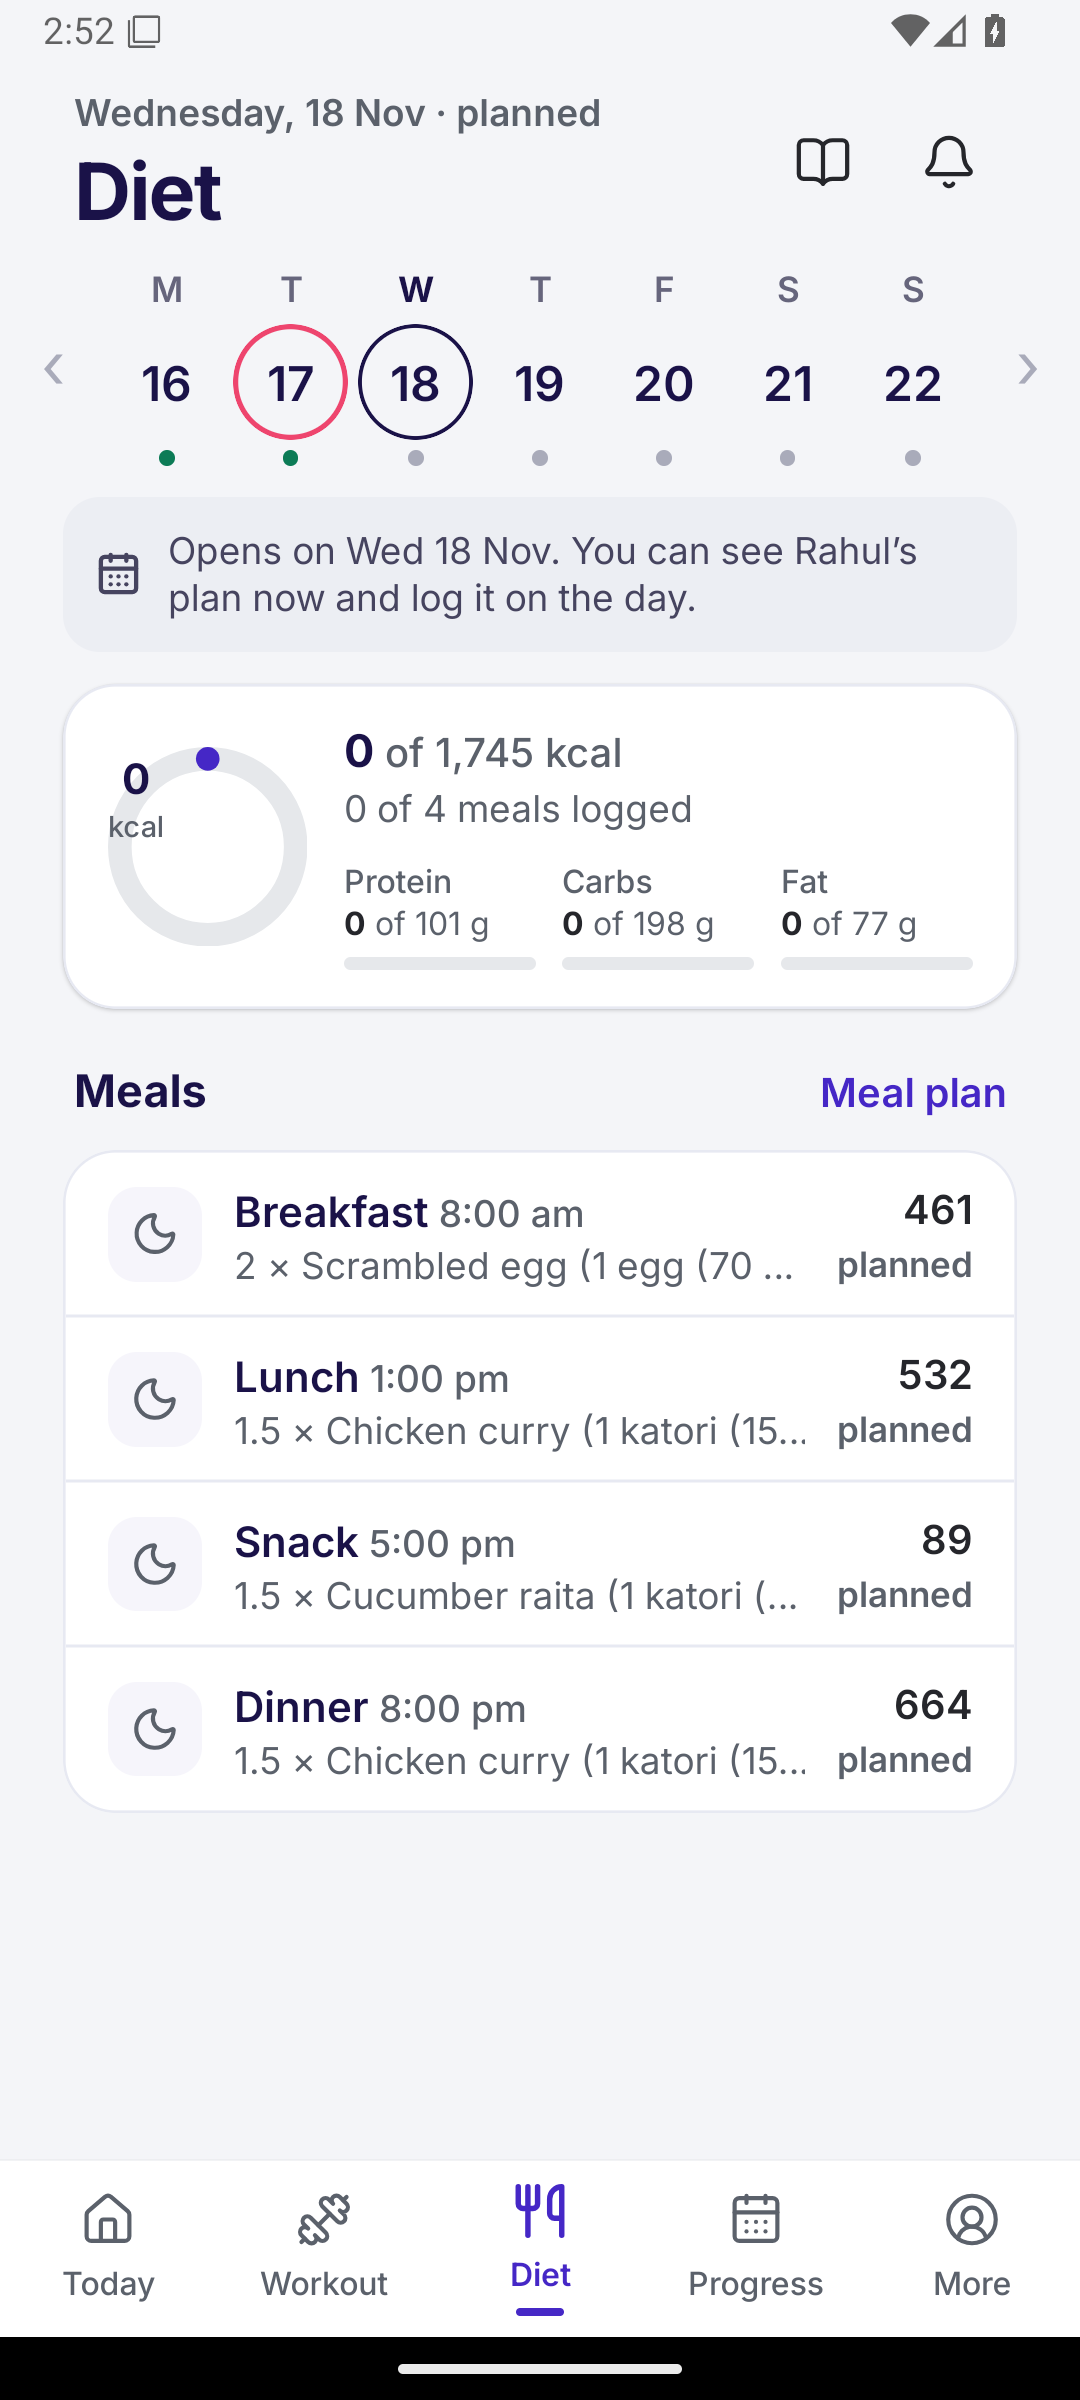 2:52
Wednesday, 18 Nov · planned
Diet
M T W T F S S
‹ 16 17 18 19 20 21 22 ›
Opens on Wed 18 Nov. You can see Rahul’s
plan now and log it on the day.
0
kcal
0 of 1,745 kcal
0 of 4 meals logged
Protein Carbs Fat
0 of 101 g 0 of 198 g 0 of 77 g
Meals Meal plan
Breakfast 8:00 am 461
2 × Scrambled egg (1 egg (70 ... planned
Lunch 1:00 pm 532
1.5 × Chicken curry (1 katori (15... planned
Snack 5:00 pm 89
1.5 × Cucumber raita (1 katori (... planned
Dinner 8:00 pm 664
1.5 × Chicken curry (1 katori (15... planned
Today Workout Diet Progress More